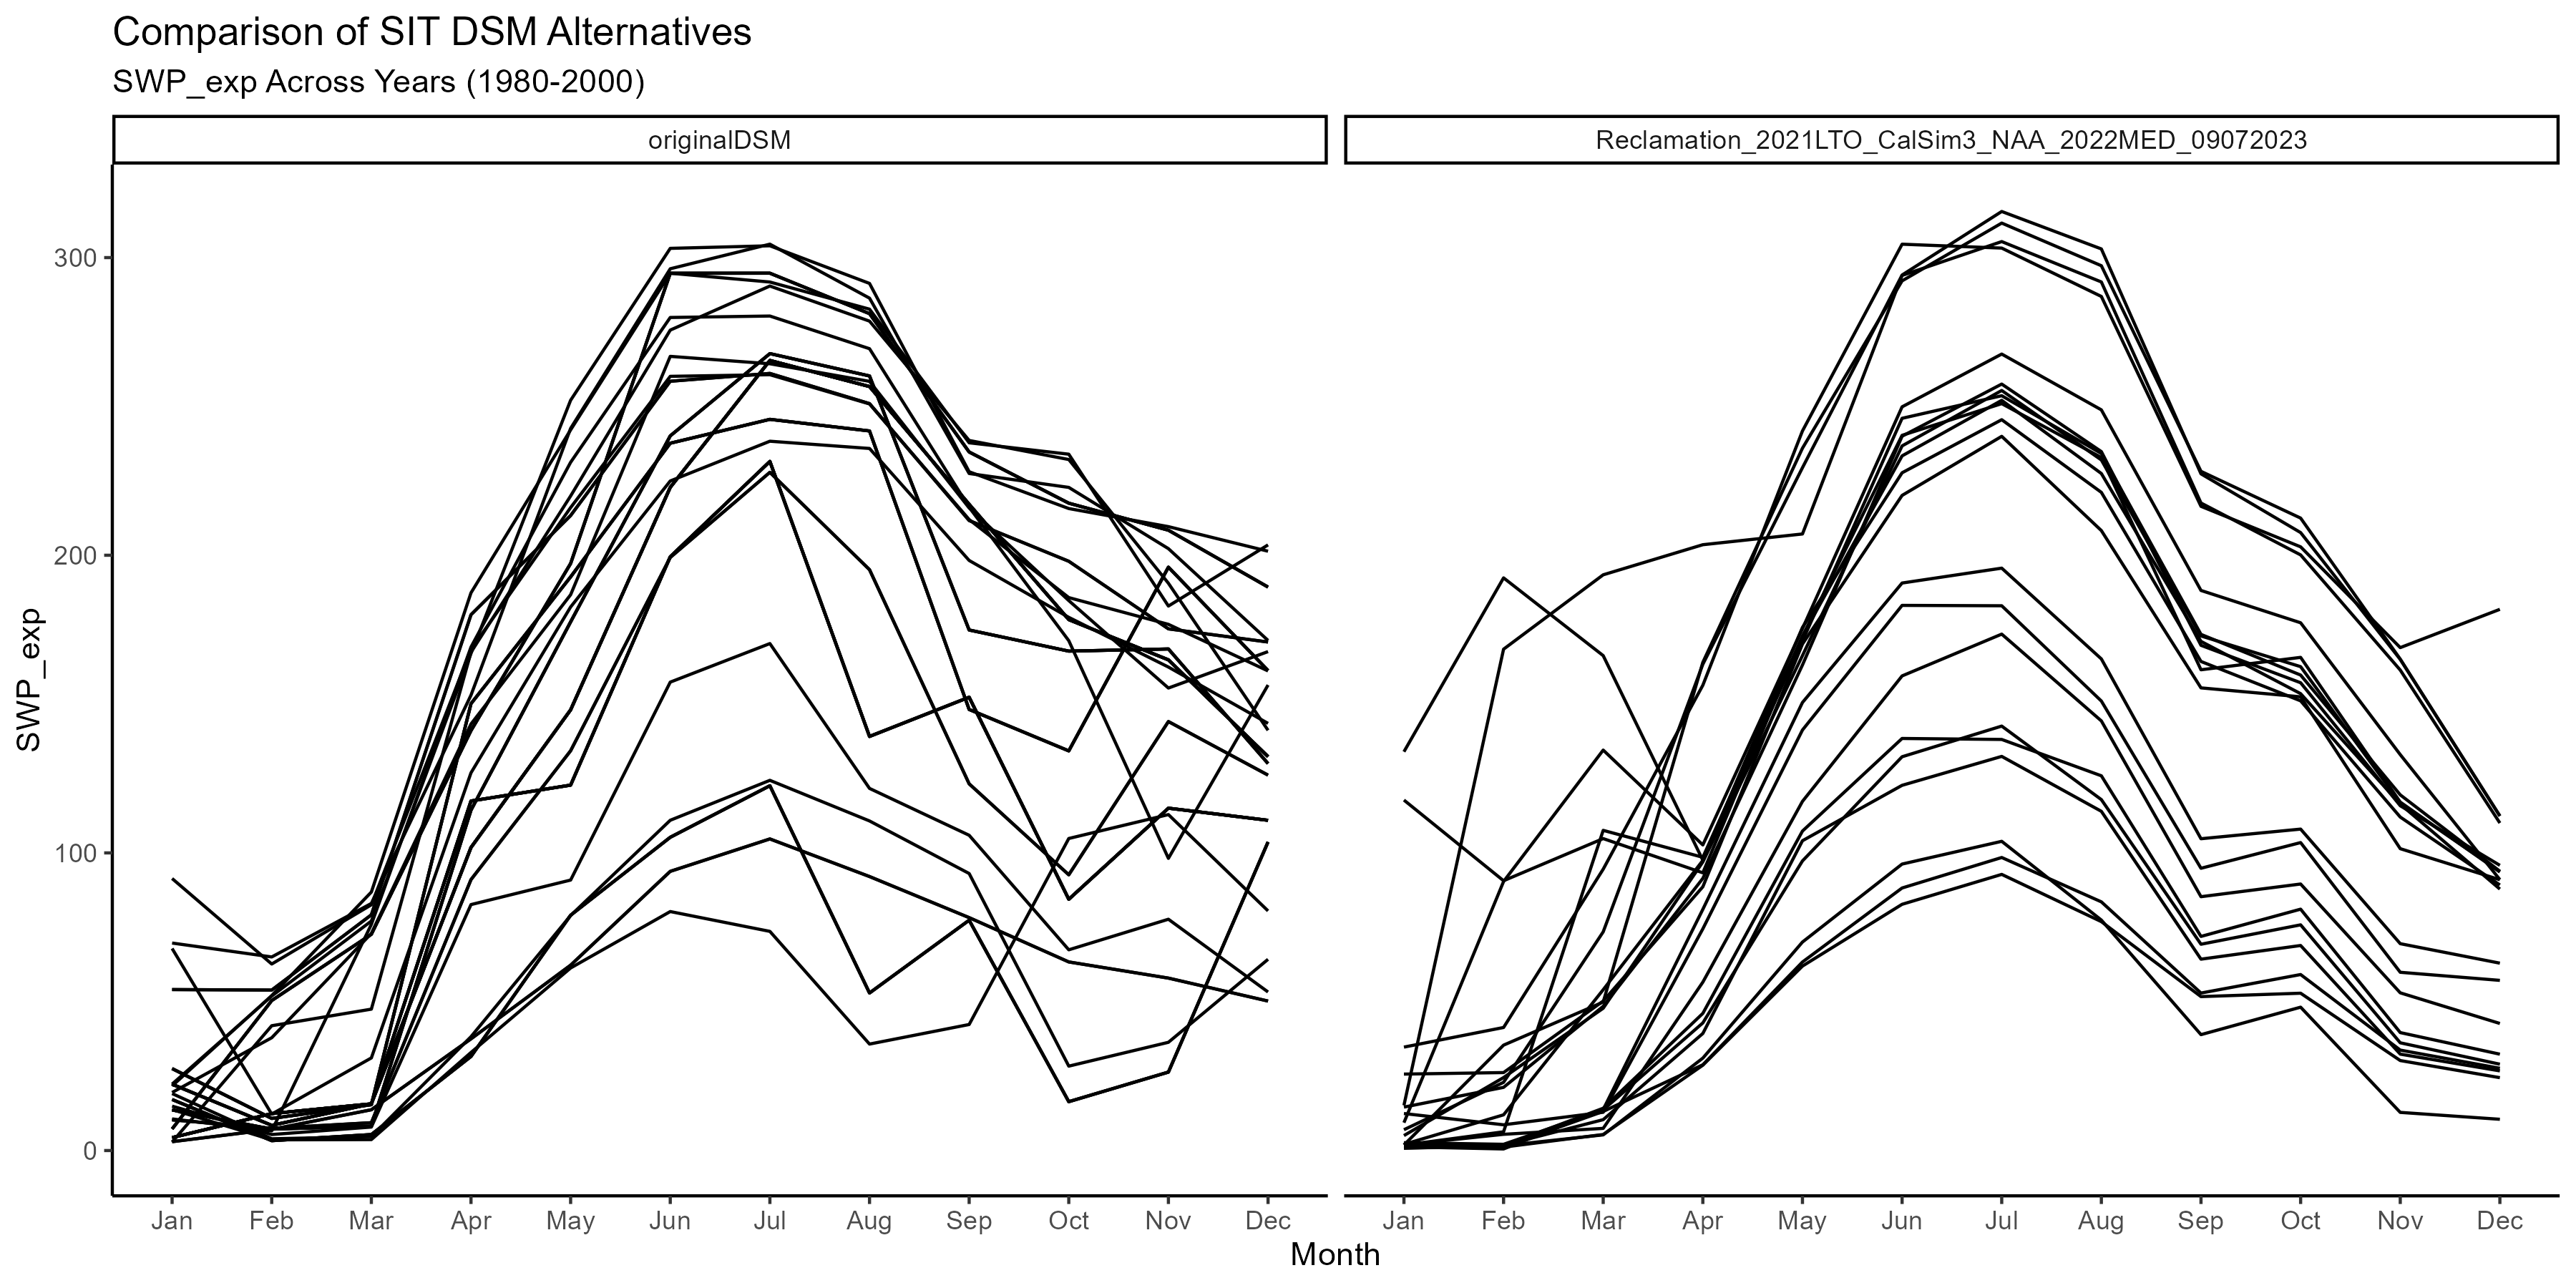 Comparison of SIT DSM Alternatives
SWP_exp Across Years (1980-2000)
originalDSM
Reclamation_2021LTO_CalSim3_NAA_2022MED_09072023
SWP_exp
300
200
100
0
Jan Feb Mar Apr May Jun Jul Aug Sep Oct Nov Dec
Jan Feb Mar Apr May Jun Jul Aug Sep Oct Nov Dec
Month